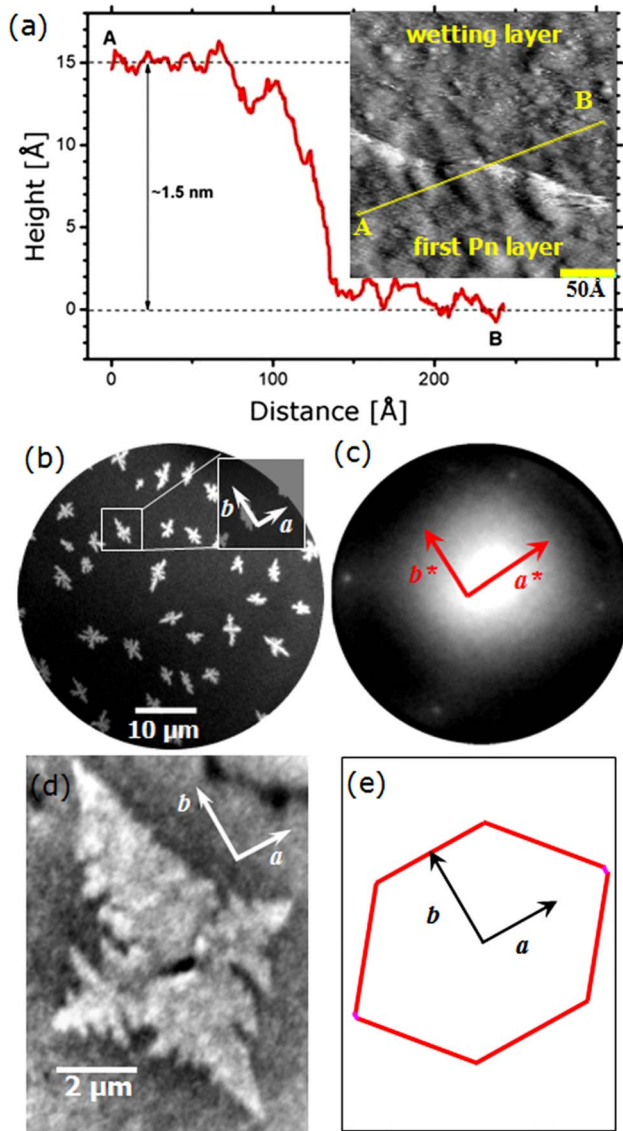 (a)
Height [Å]
15
10
5
0
A
~1.5 nm
B
wetting layer
B
A
first Pn layer
50Å
0
100
200
Distance [Å]
(b)
b
a
10 μm
(c)
b*
a*
(d)
b
a
2 μm
(e)
b
a